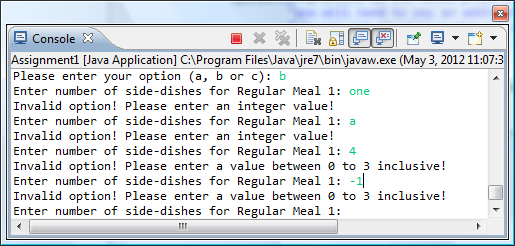 Console
Assignment1 [Java Application] C:\Program Files\Java\jre7\bin\javaw.exe (May 3, 2012 11:07:3
Please enter your option (a, b or c): b
Enter number of side-dishes for Regular Meal 1: one
Invalid option! Please enter an integer value!
Enter number of side-dishes for Regular Meal 1: a
Invalid option! Please enter an integer value!
Enter number of side-dishes for Regular Meal 1: 4
Invalid option! Please enter a value between 0 to 3 inclusive!
Enter number of side-dishes for Regular Meal 1: -1
Invalid option! Please enter a value between 0 to 3 inclusive!
Enter number of side-dishes for Regular Meal 1: